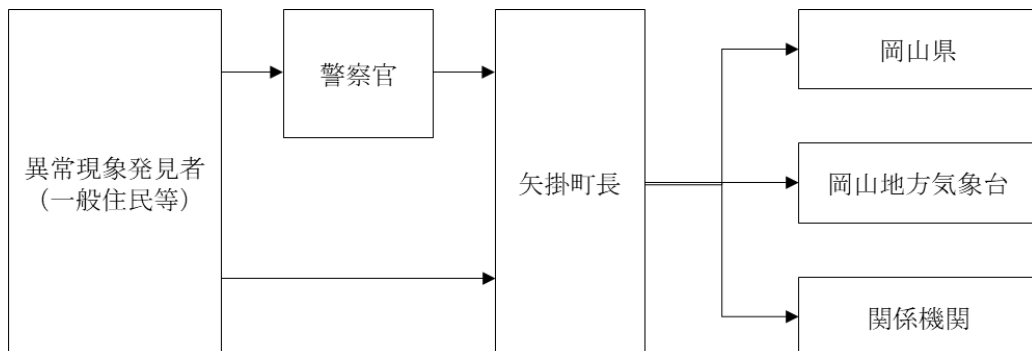 異常現象発見者
（一般住民等）
警察官
矢掛町長
岡山県
岡山地方気象台
関係機関